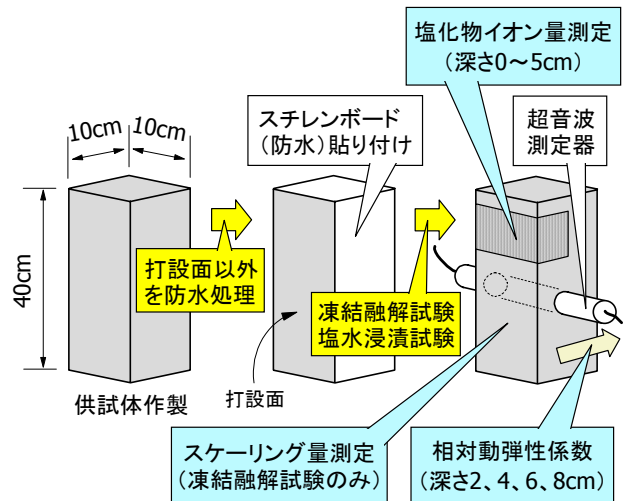 10cm
10cm
40cm
供試体作製
打設面以外
を防水処理
スチレンボード
（防水）貼り付け
打設面
凍結融解試験
塩水浸漬試験
塩化物イオン量測定
（深さ0～5cm）
超音波
測定器
スケーリング量測定
（凍結融解試験のみ）
相対動弾性係数
（深さ2、4、6、8cm）